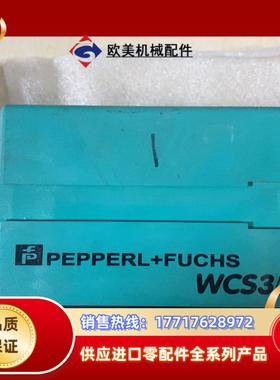 欧美机械配件
PEPPERL+FUCHS
WCS3
品质
保证
销售热线：17717628972
供应进口零配件全系列产品